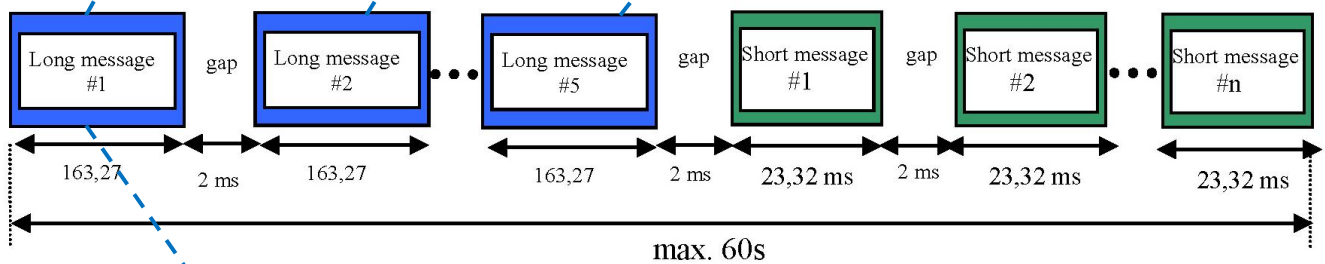 Long message
#1
gap
Long message
#2
Long message
#5
gap
Short message
#1
gap
Short message
#2
Short message
#n
163,27
2 ms
163,27
163,27
2 ms
23,32 ms
2 ms
23,32 ms
23,32 ms
max. 60s